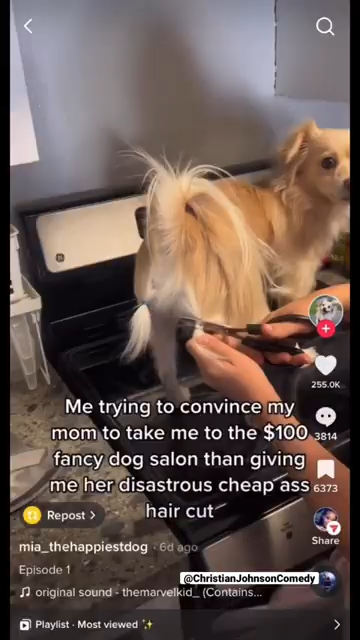 Me trying to convince my
mom to take me to the $100
fancy dog salon than giving
me her disastrous cheap ass
hair cut
255.0K
3814
6373
Share
Repost >
mia_thehappiestdog · 6d ago
Episode 1
@ChristianJohnsonComedy
original sound - themarvelkid_ (Contains...
Playlist · Most viewed ✨